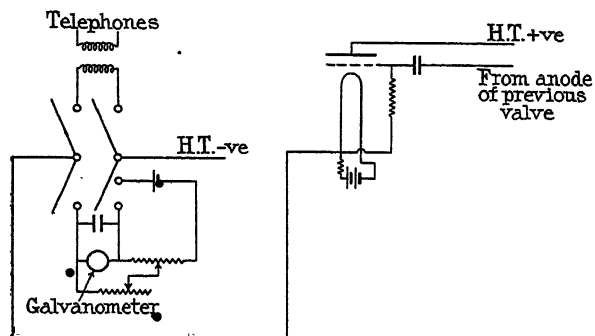 Telephones
H.T.+ve
From anode
of previous
valve
H.T.-ve
Galvanometer